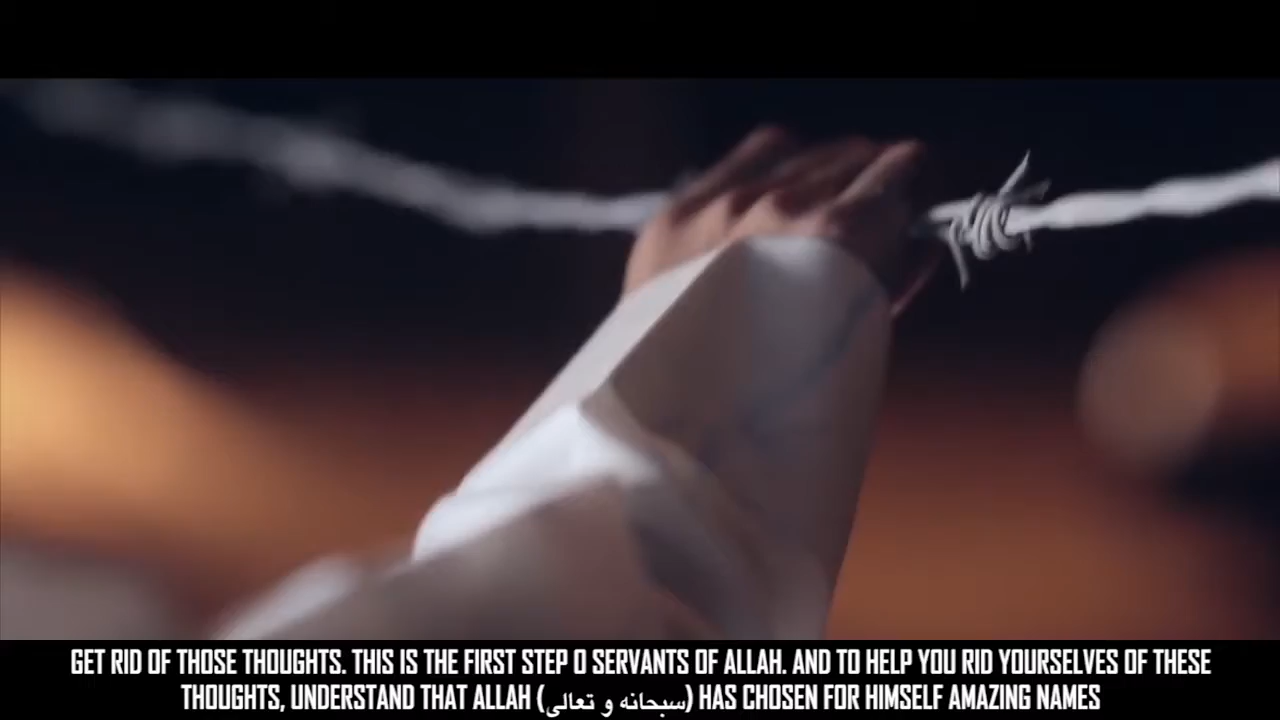 GET RID OF THOSE THOUGHTS. THIS IS THE FIRST STEP O SERVANTS OF ALLAH. AND TO HELP YOU RID YOURSELVES OF THESE
THOUGHTS, UNDERSTAND THAT ALLAH (سبحانه و تعالى) HAS CHOSEN FOR HIMSELF AMAZING NAMES